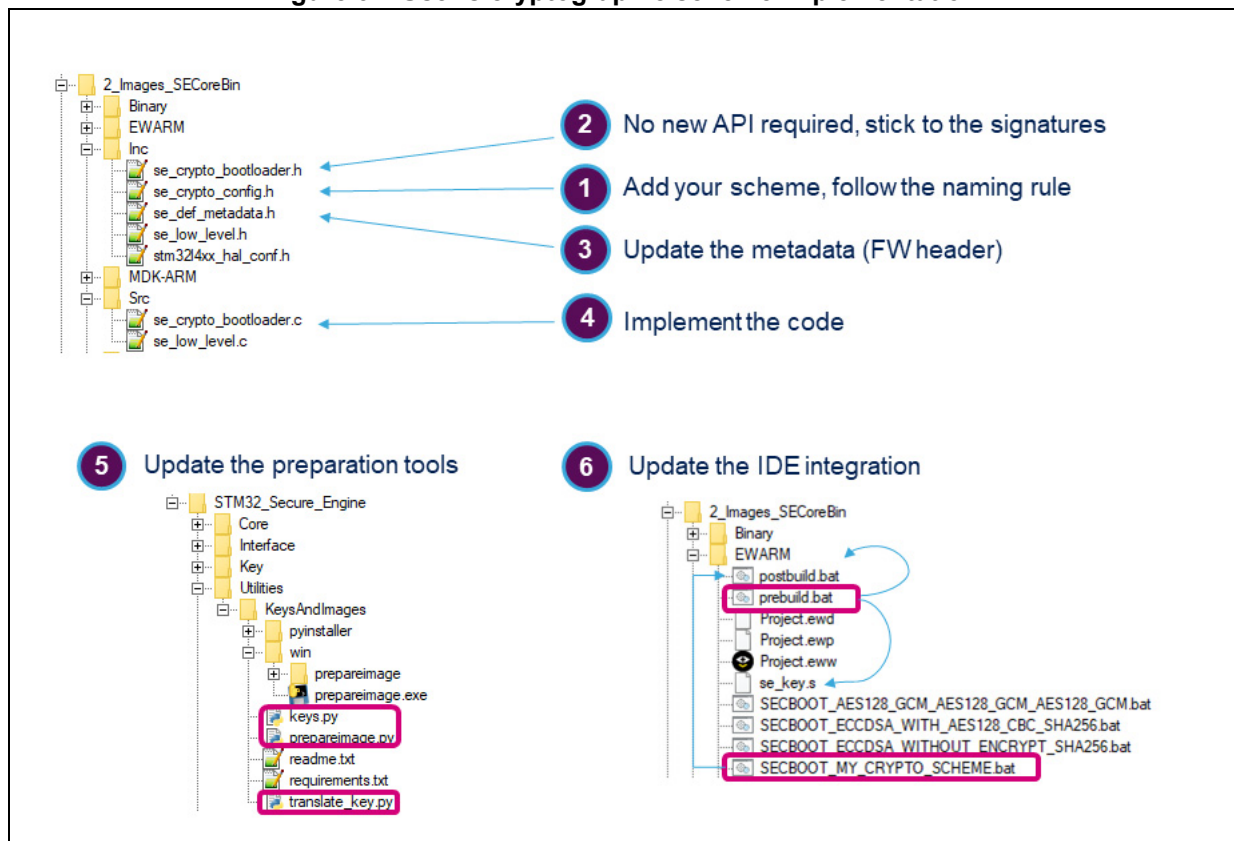 2_Images_SECoreBin
Binary
EWARM
Inc
se_crypto_bootloader.h
se_crypto_config.h
se_def_metadata.h
se_low_level.h
stm32l4xx_hal_conf.h
MDK-ARM
Src
se_crypto_bootloader.c
se_low_level.c
2 No new API required, stick to the signatures
1 Add your scheme, follow the naming rule
3 Update the metadata (FW header)
4 Implement the code
5 Update the preparation tools
STM32_Secure_Engine
Core
Interface
Key
Utilities
KeysAndImages
pyinstaller
win
prepareimage
prepareimage.exe
keys.py
prepareimage.py
readme.txt
requirements.txt
translate_key.py
6 Update the IDE integration
2_Images_SECoreBin
Binary
EWARM
postbuild.bat
prebuild.bat
Project.ewd
Project.ewp
Project.eww
se_key.s
SECBOOT_AES128_GCM_AES128_GCM_AES128_GCM.bat
SECBOOT_ECCDSA_WITH_AES128_CBC_SHA256.bat
SECBOOT_ECCDSA_WITHOUT_ENCRYPT_SHA256.bat
SECBOOT_MY_CRYPTO_SCHEME.bat